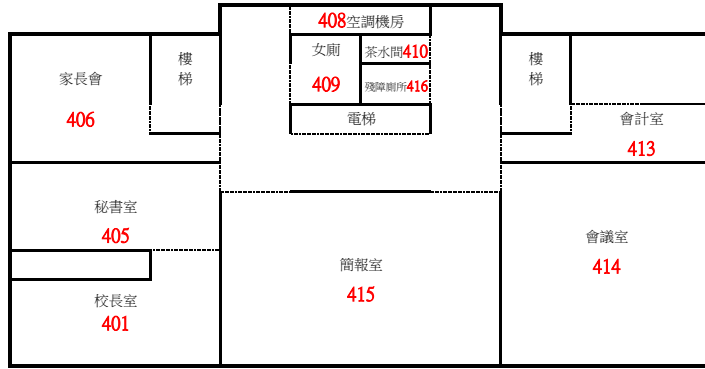 408空調機房
女廁
茶水間410
樓梯
樓梯
家長會
409
殘障廁所416
406
電梯
會計室
413
秘書室
405
會議室
414
簡報室
415
校長室
401